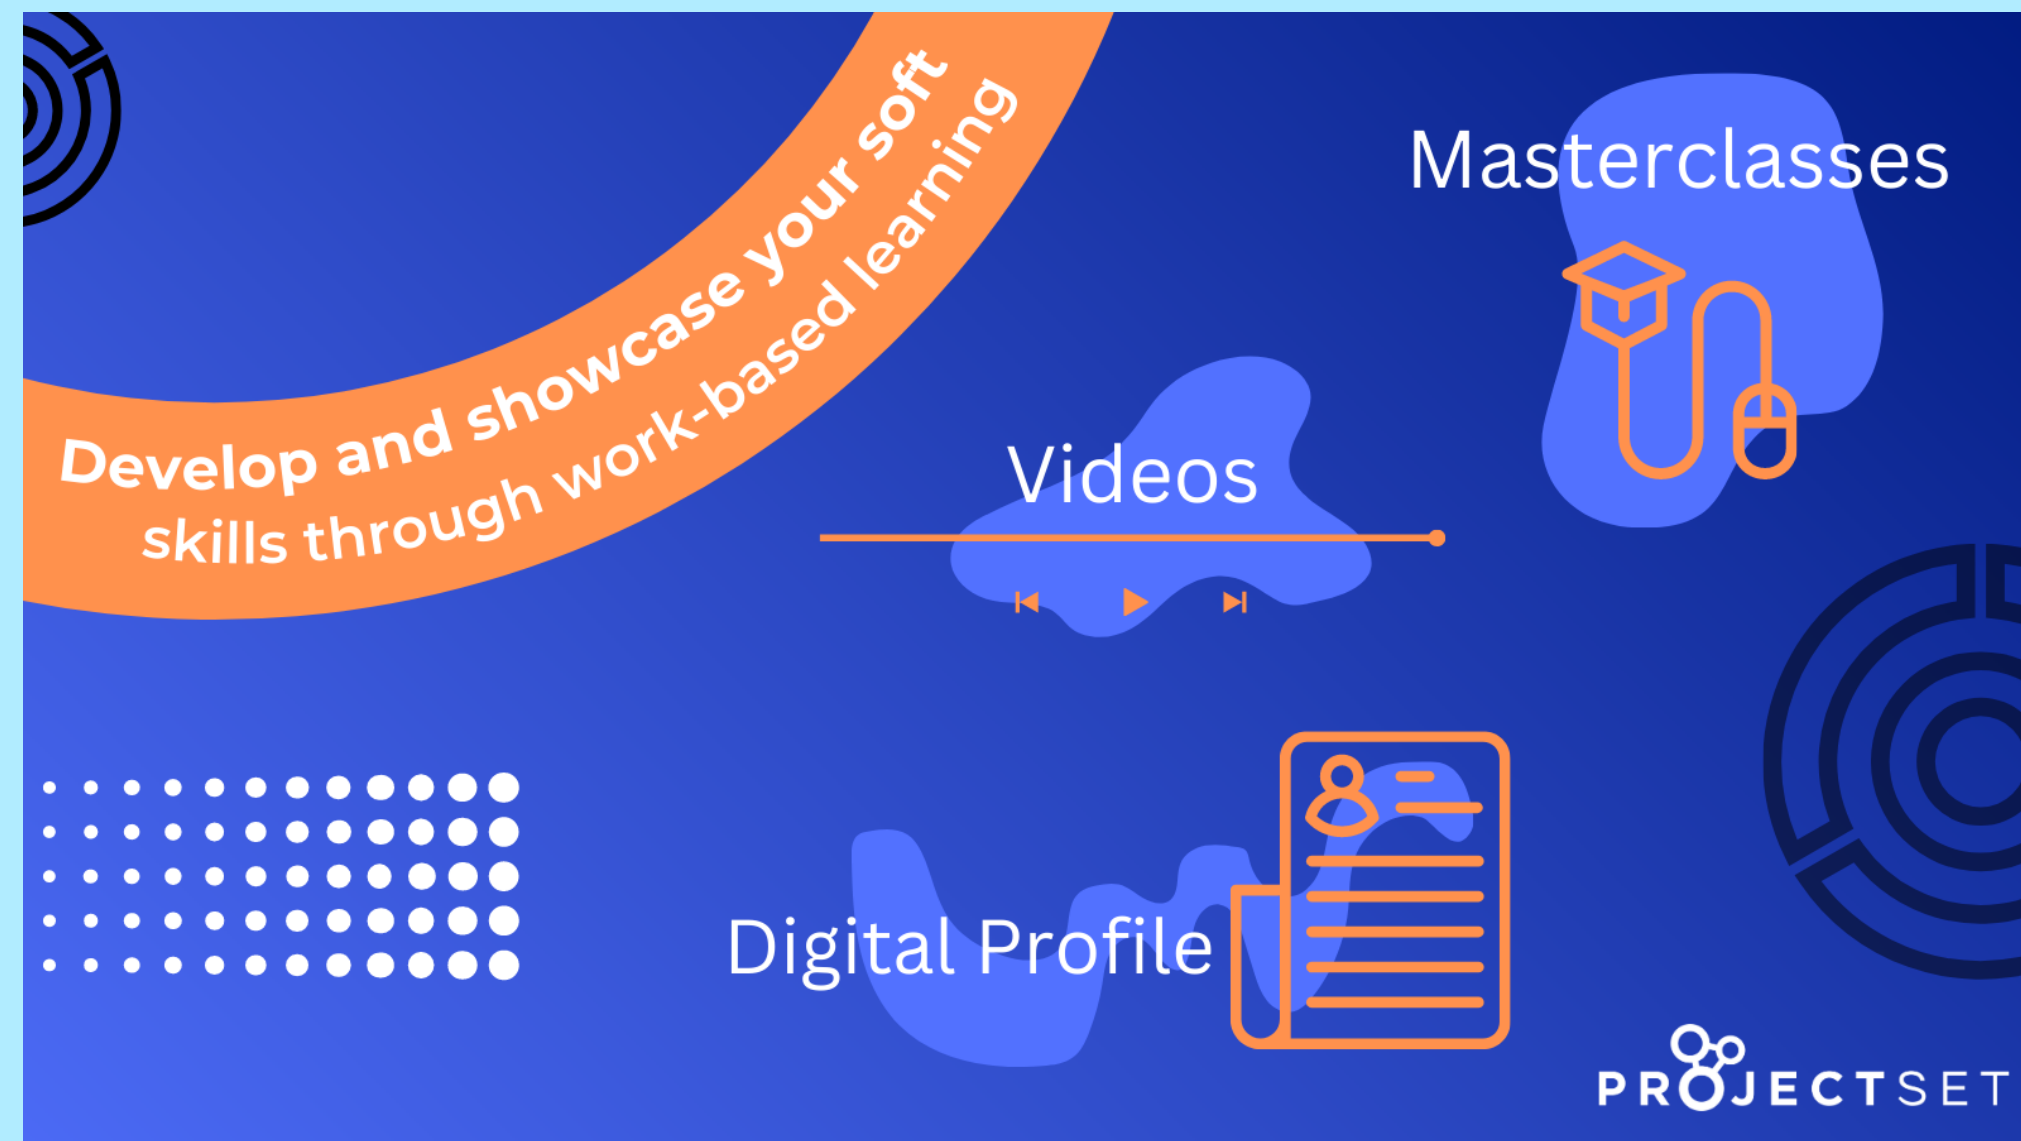 Develop and showcase your soft
skills through work-based learning
Masterclasses
Videos
Digital Profile
PROJECTSET